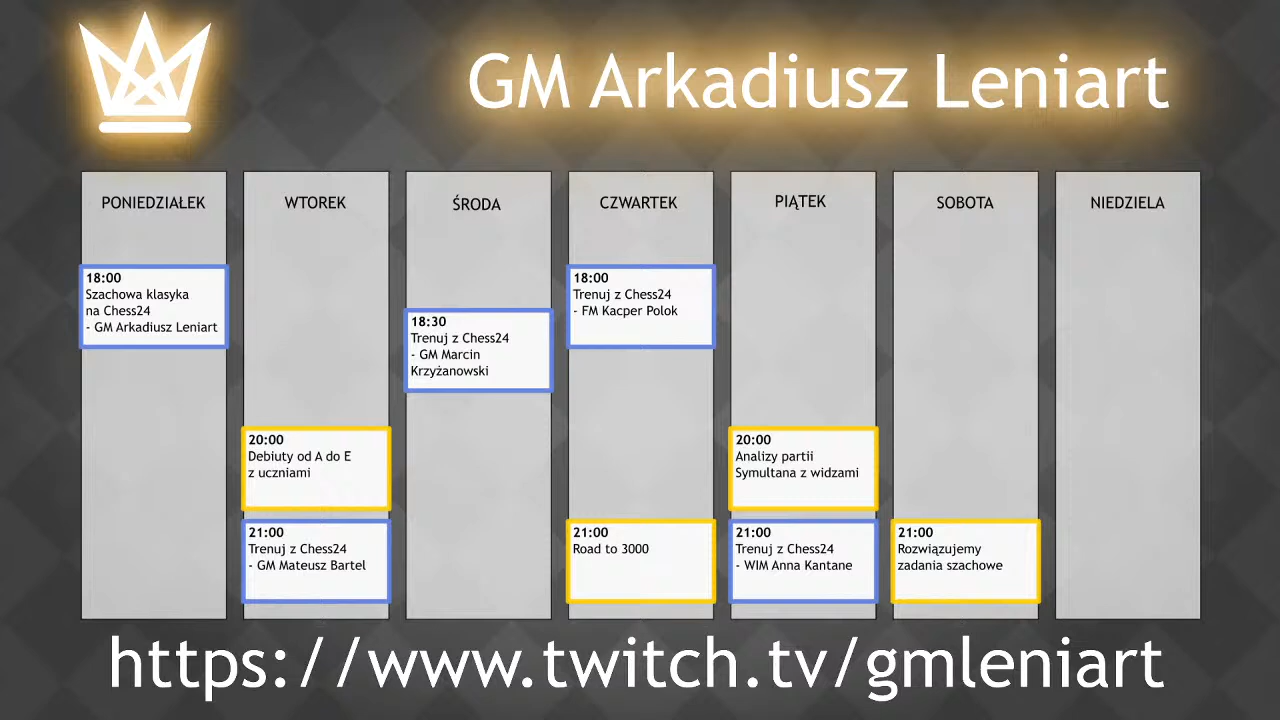 GM Arkadiusz Leniart
PONIEDZIAŁEK
18:00
Szachowa klasyka
na Chess24
- GM Arkadiusz Leniart
WTOREK
20:00
Debiuty od A do E
z uczniami
21:00
Trenuj z Chess24
- GM Mateusz Bartel
ŚRODA
18:30
Trenuj z Chess24
- GM Marcin
Krzyżanowski
CZWARTEK
18:00
Trenuj z Chess24
- FM Kacper Polok
21:00
Road to 3000
PIĄTEK
20:00
Analizy partii
Symultana z widzami
21:00
Trenuj z Chess24
- WIM Anna Kantane
SOBOTA
21:00
Rozwiązujemy
zadania szachowe
NIEDZIELA
https://www.twitch.tv/gmleniart